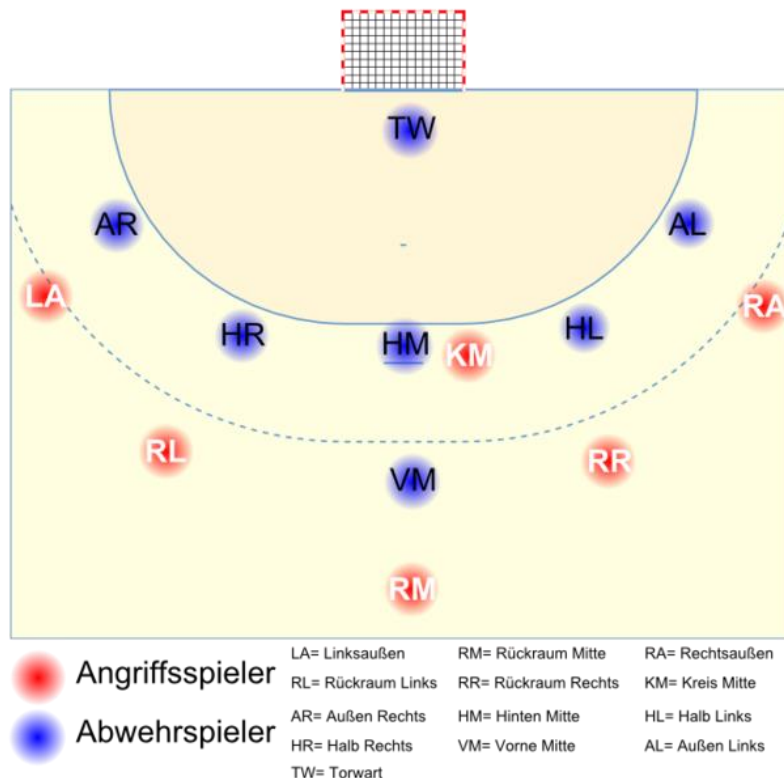 TW
AR AL
LA RA
HR HM KM HL
RL RR
VM
RM
Angriffsspieler
LA= Linksaußen RM= Rückraum Mitte RA= Rechtsaußen
RL= Rückraum Links RR= Rückraum Rechts KM= Kreis Mitte
Abwehrspieler
AR= Außen Rechts HM= Hinten Mitte HL= Halb Links
HR= Halb Rechts VM= Vorne Mitte AL= Außen Links
TW= Torwart